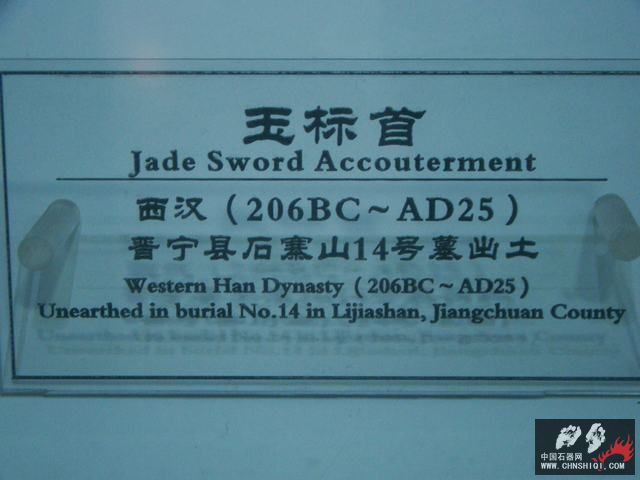 玉标首
Jade Sword Accouterment
西汉（206BC～AD25）
晋宁县石寨山14号墓出土
Western Han Dynasty（206BC～AD25）
Unearthed in burial No.14 in Lijiashan, Jiangchuan County
中国石器网
WWW.CHNSHIQI.COM